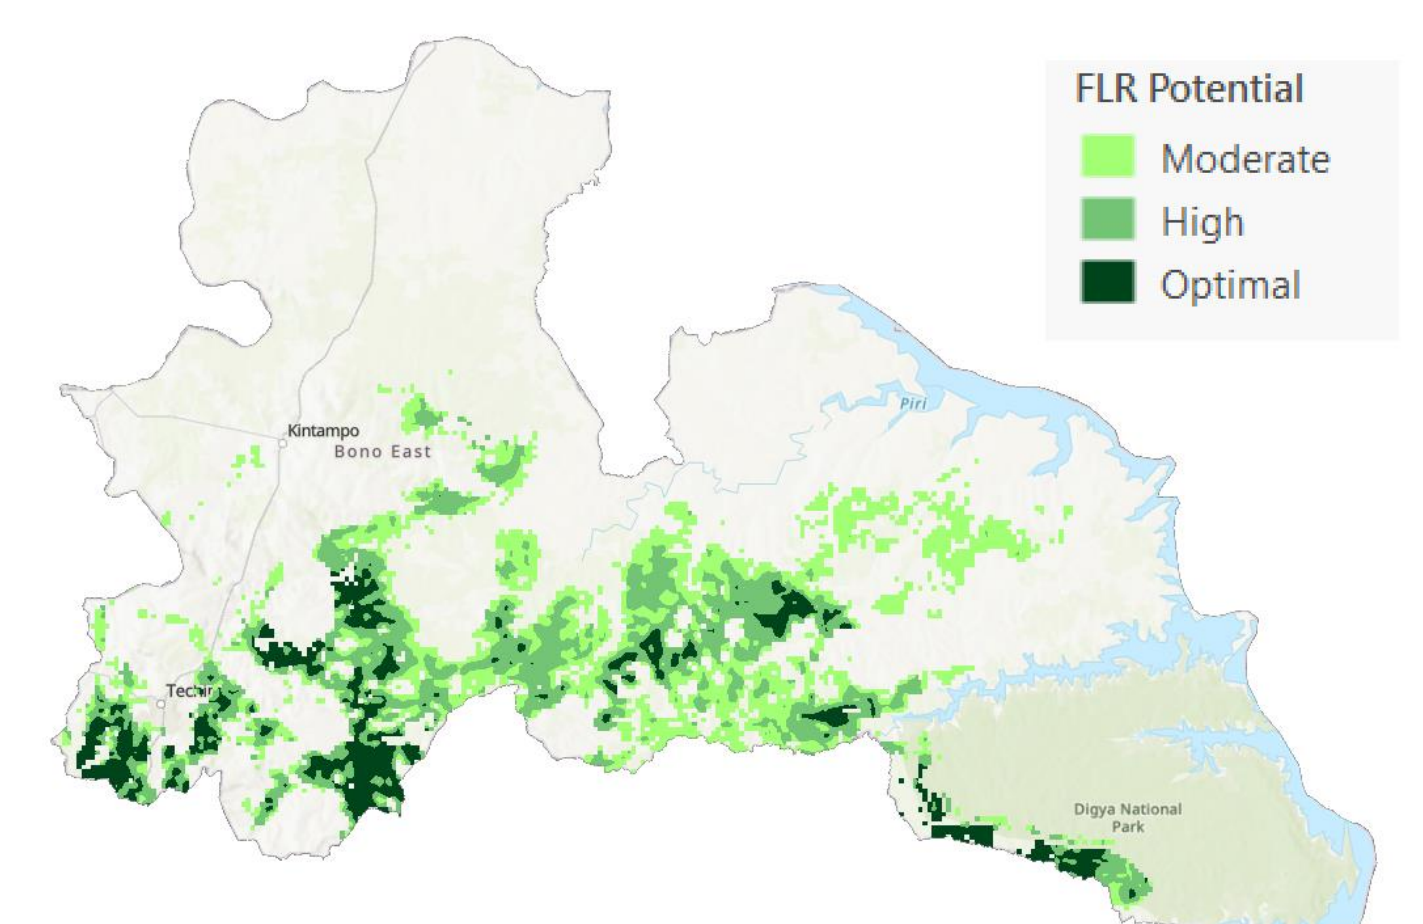 FLR Potential
Moderate
High
Optimal
Piri
Kintampo
Bono East
Digya National
Park